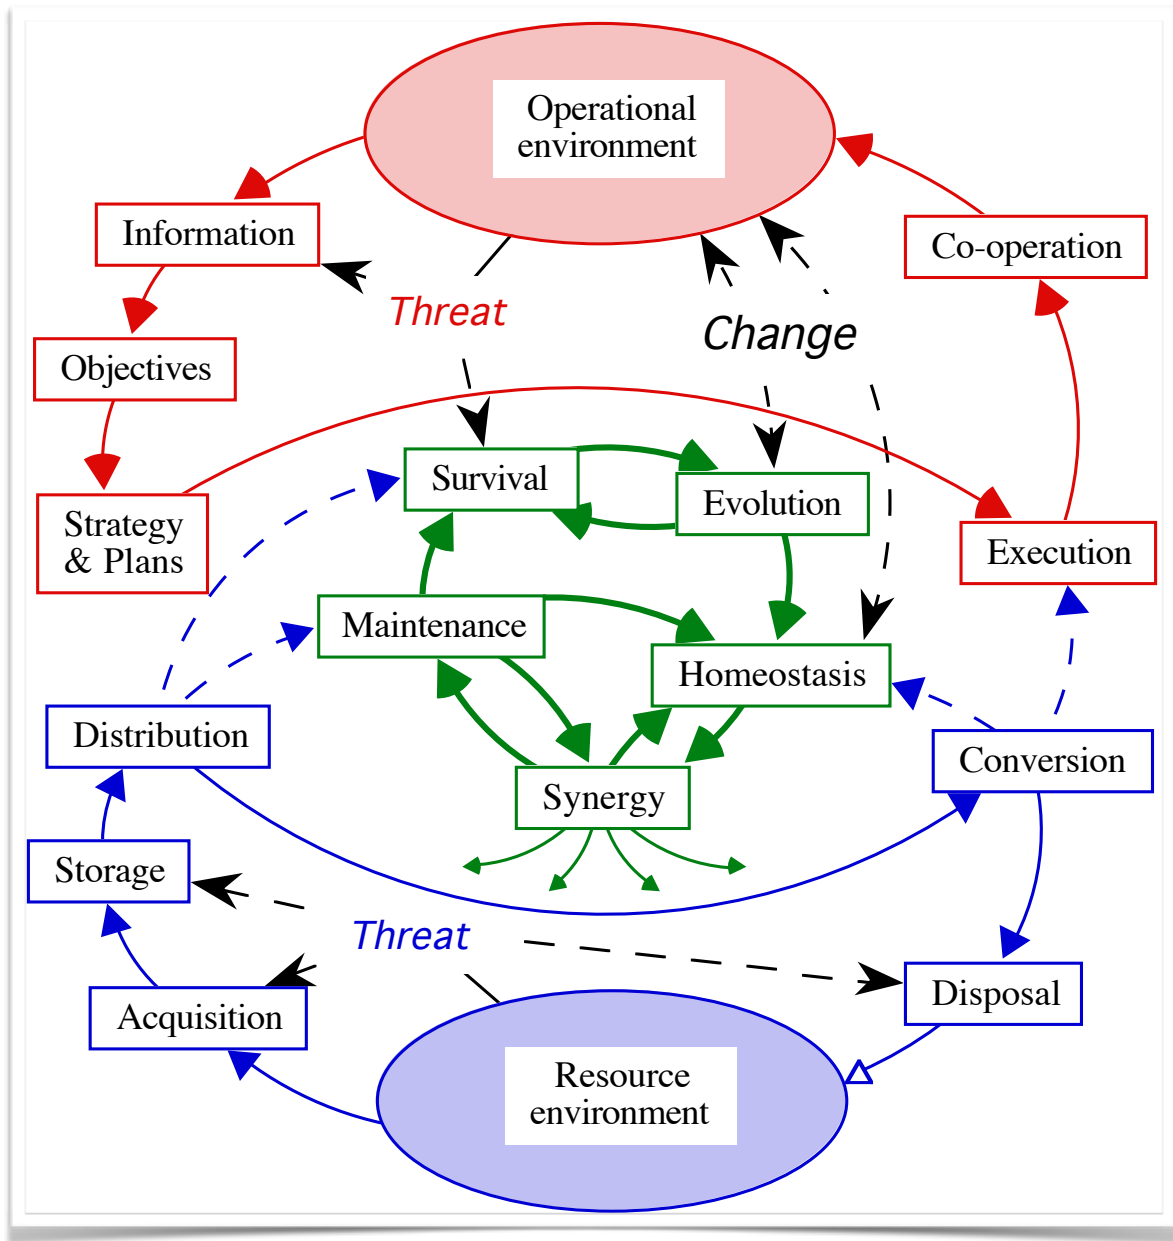 Operational
environment
Information
Co-operation
Threat
Change
Objectives
Survival
Evolution
Strategy
& Plans
Execution
Maintenance
Homeostasis
Distribution
Conversion
Synergy
Storage
Threat
Disposal
Acquisition
Resource
environment